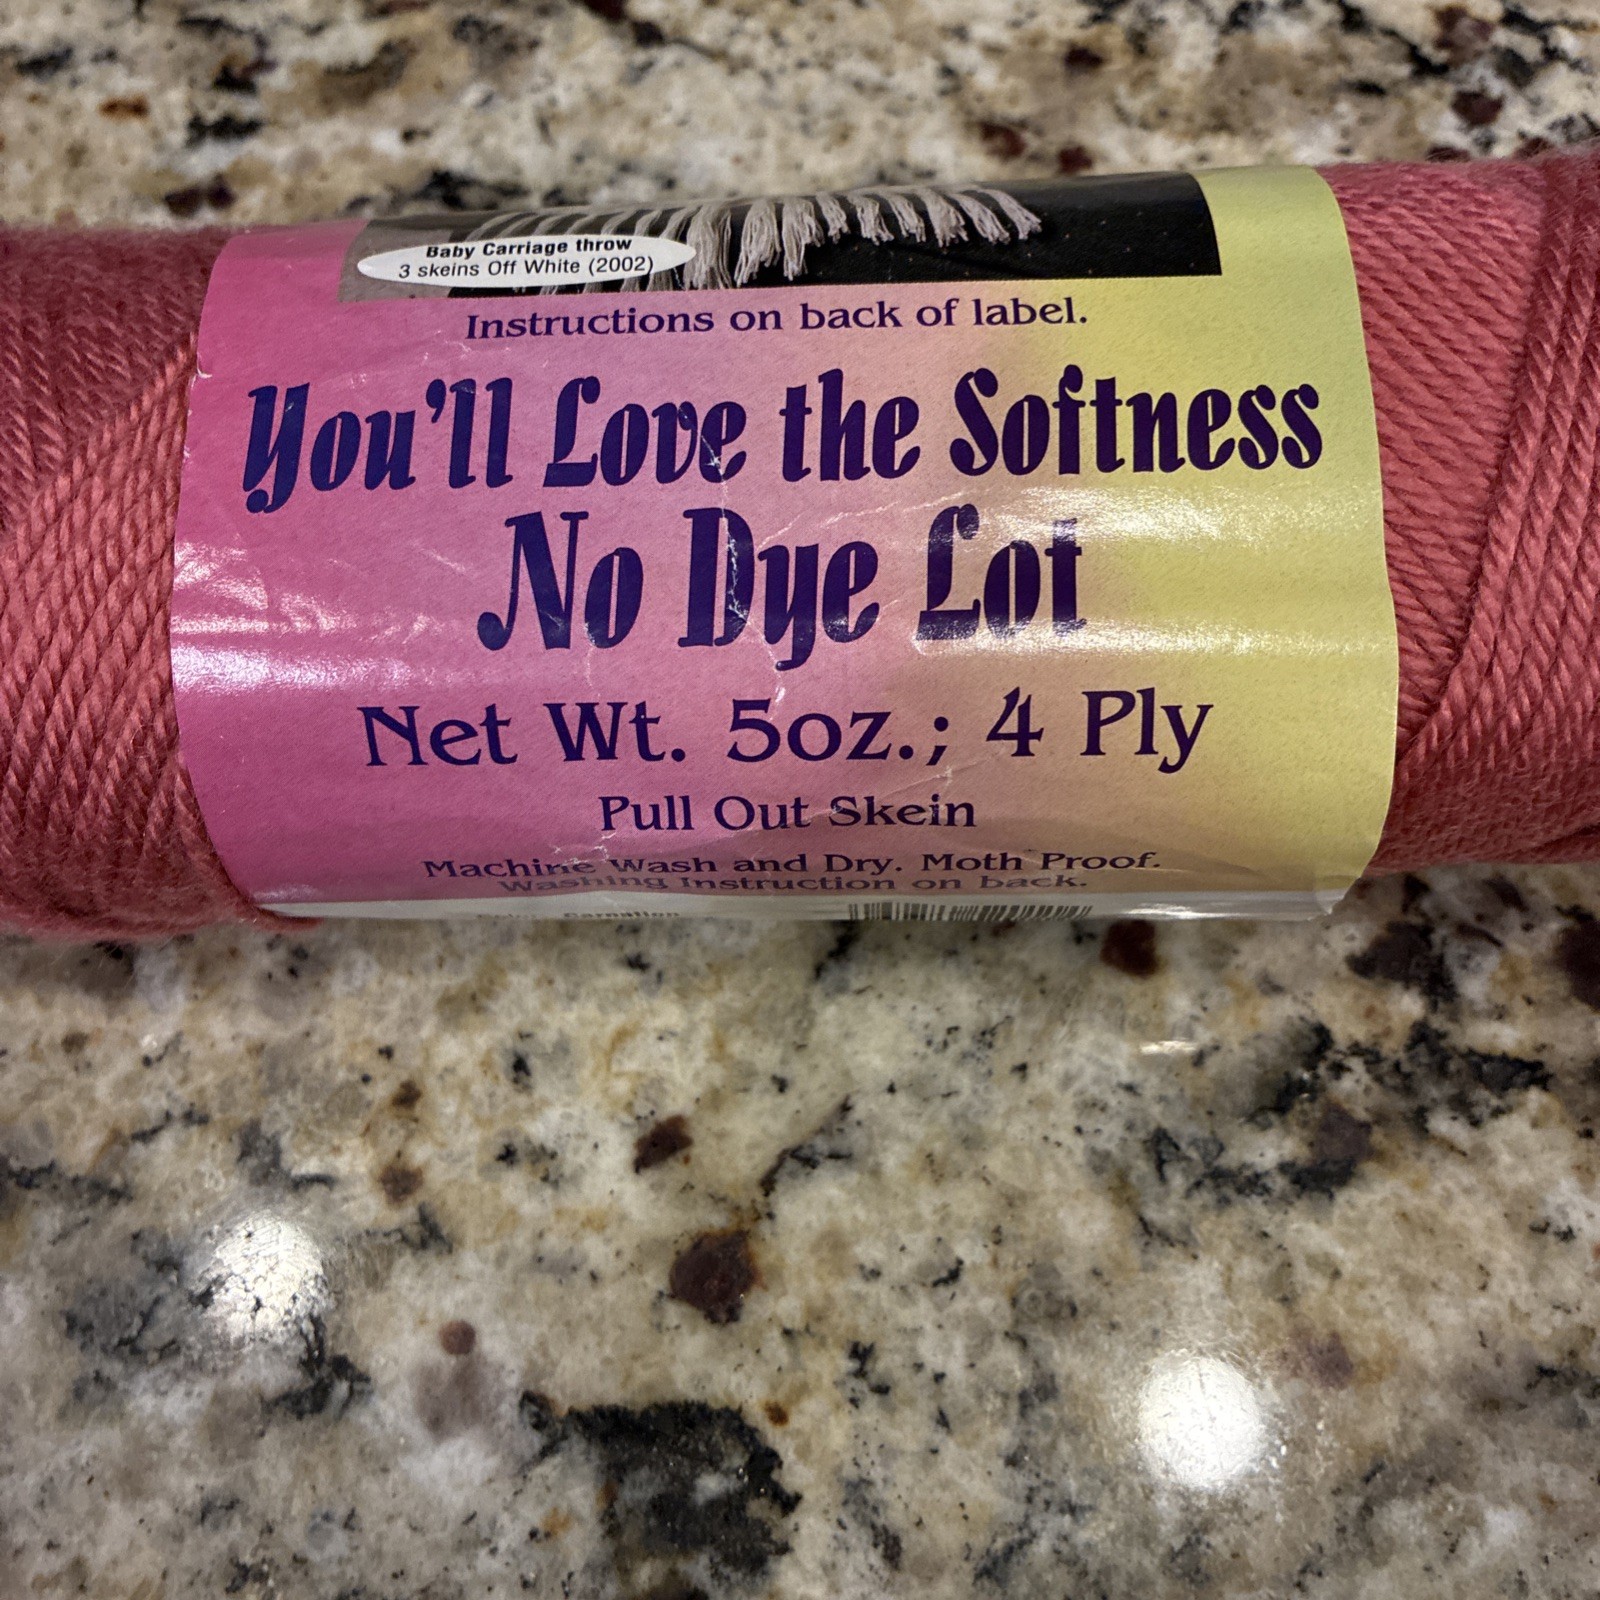 Baby Carriage throw
3 skeins Off White (2002)
Instructions on back of label.
You'll Love the Softness
No Dye Lot
Net Wt. 5oz.; 4 Ply
Pull Out Skein
Machine Wash and Dry. Moth Proof.
Washing Instruction on back.
Carnation